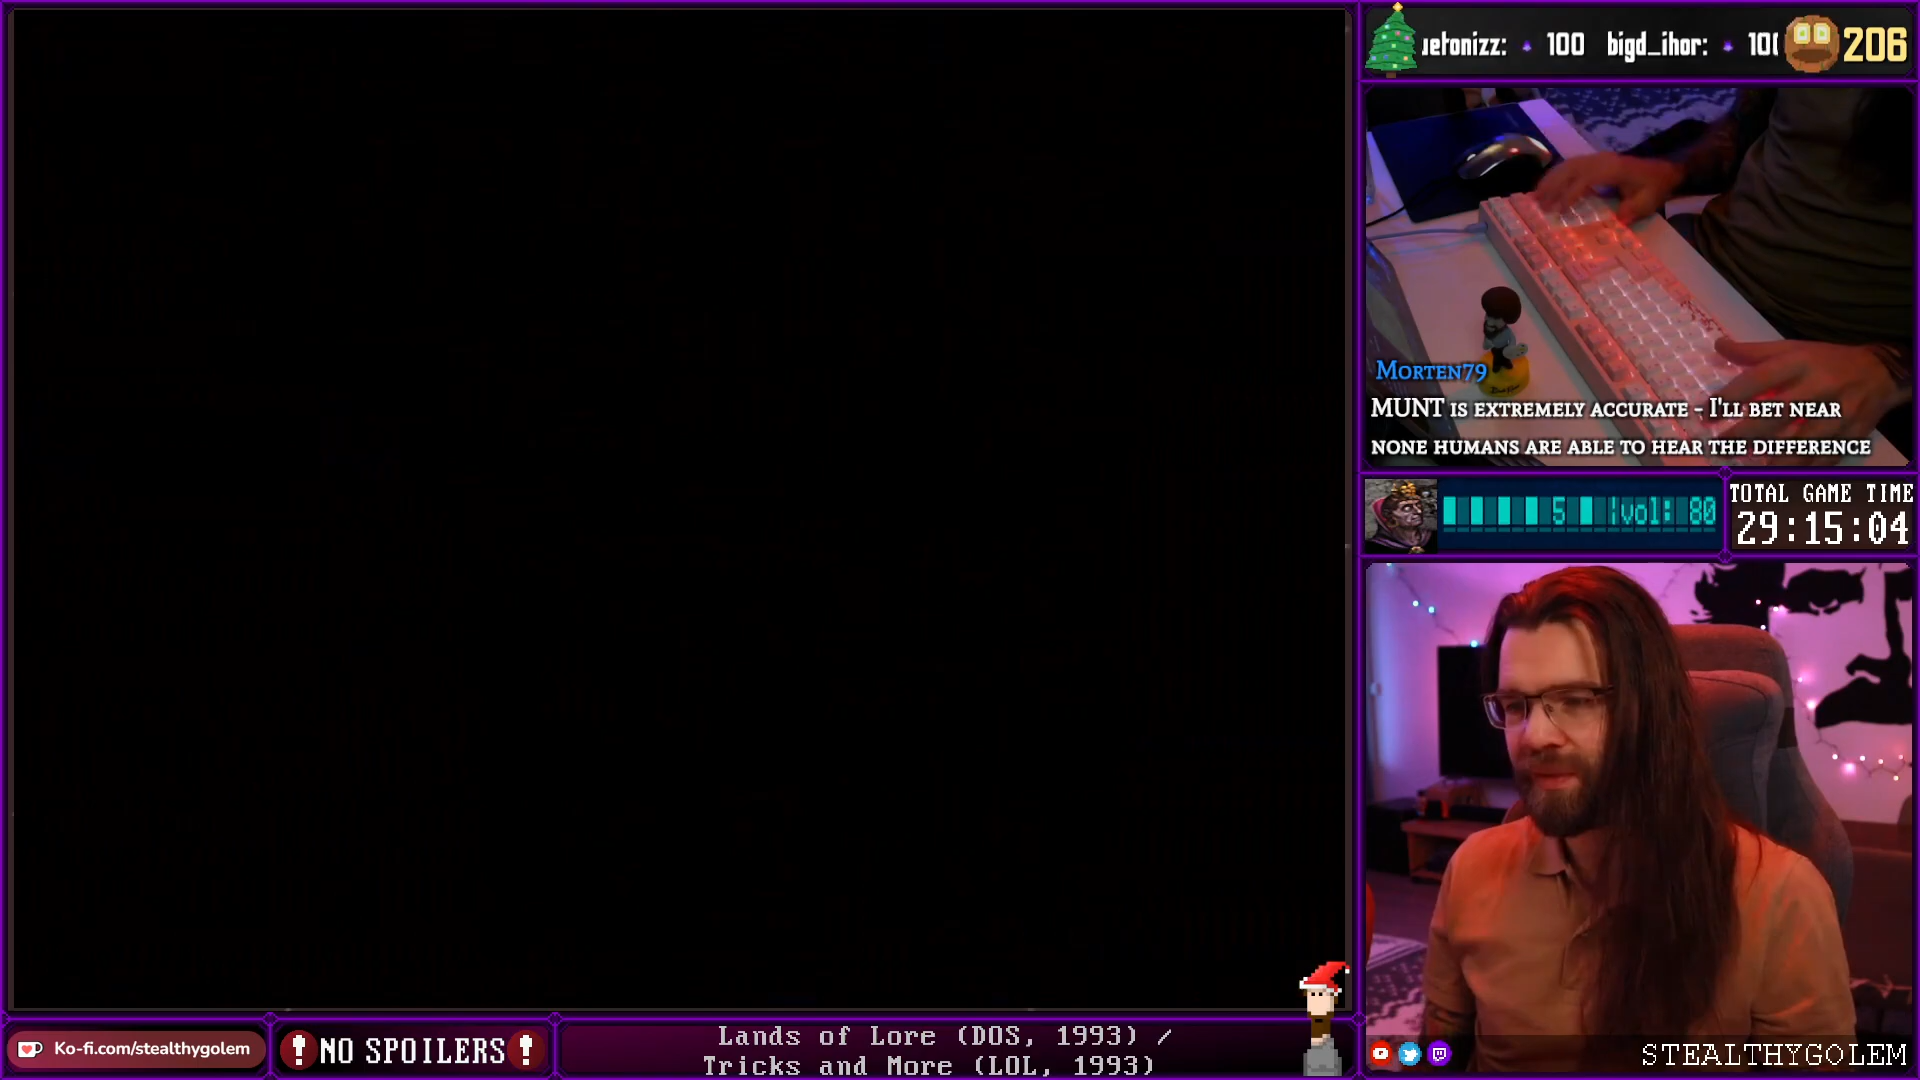 uetonizz: 100 bigd_ihor: 10
206
Morten79
MUNT is extremely accurate - I'll bet near
none humans are able to hear the difference
5 |vol: 80
TOTAL GAME TIME
29:15:04
Ko-fi.com/stealthygolem
! NO SPOILERS !
Lands of Lore (DOS, 1993) /
Tricks and More (LOL, 1993)
STEALTHYGOLEM